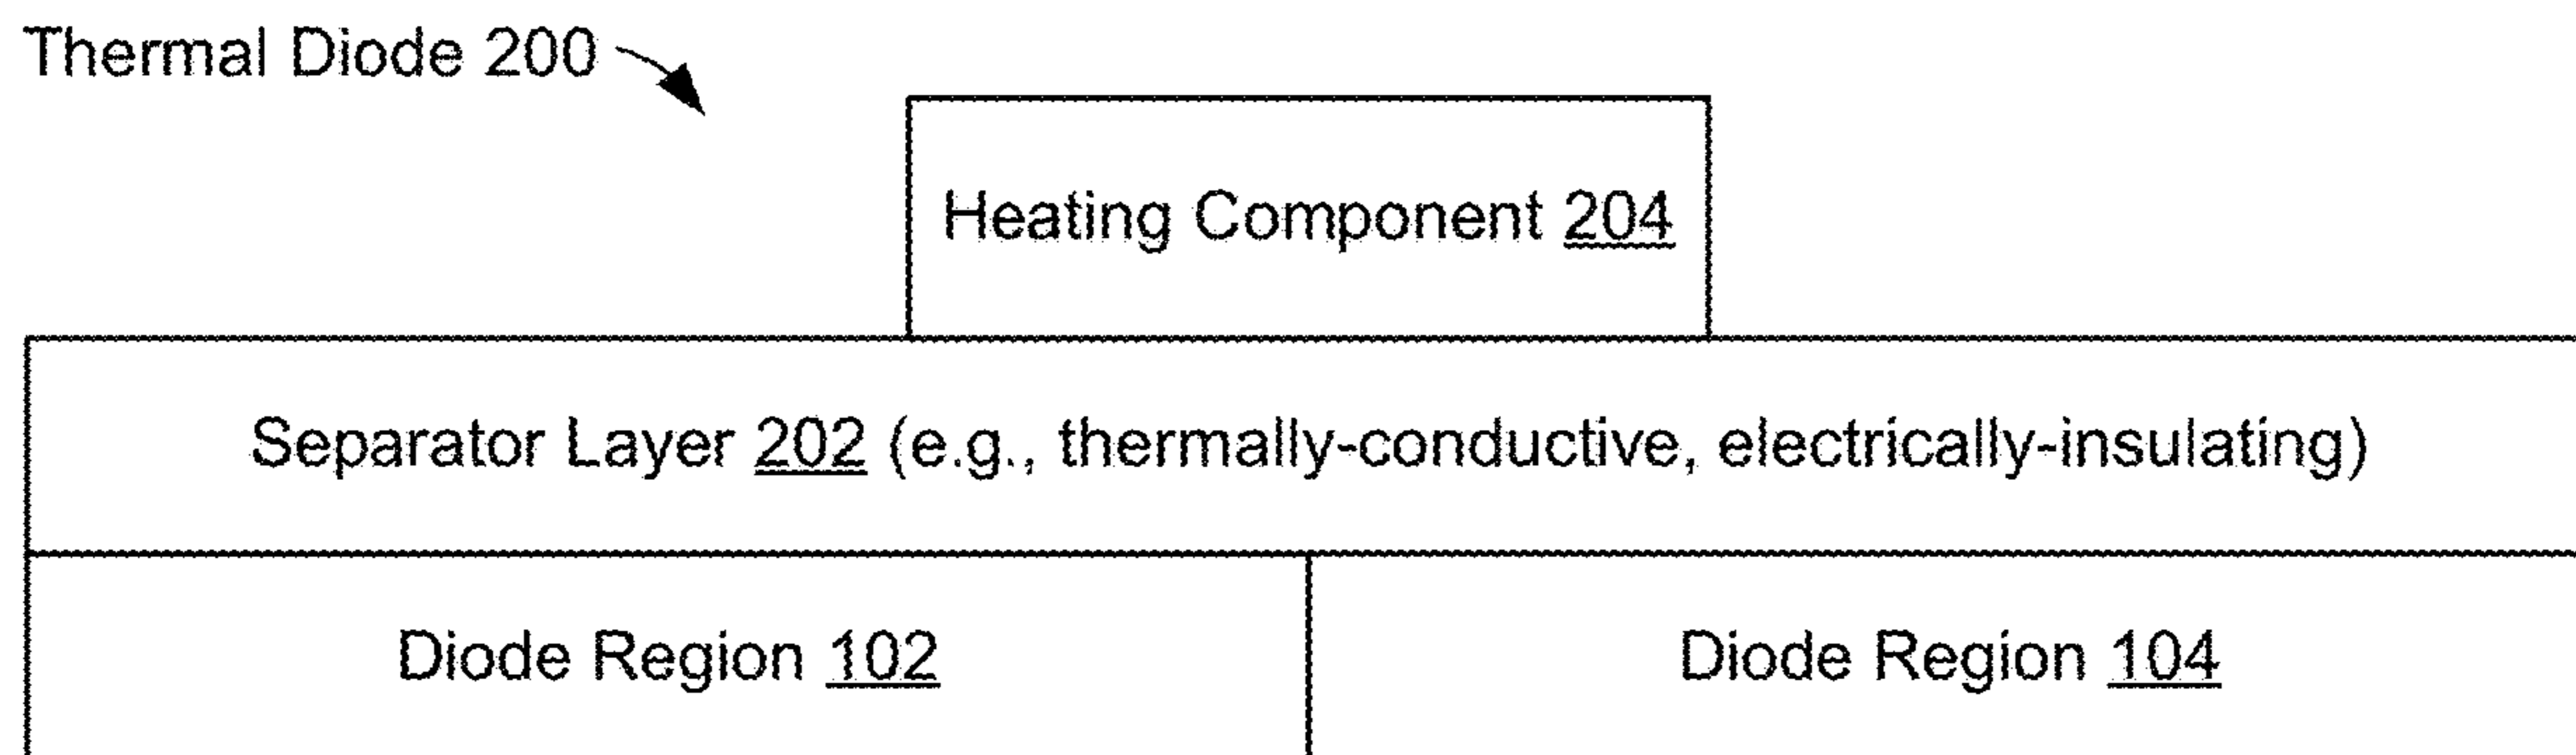 Thermal Diode 200
Heating Component 204
Separator Layer 202 (e.g., thermally-conductive, electrically-insulating)
Diode Region 102
Diode Region 104